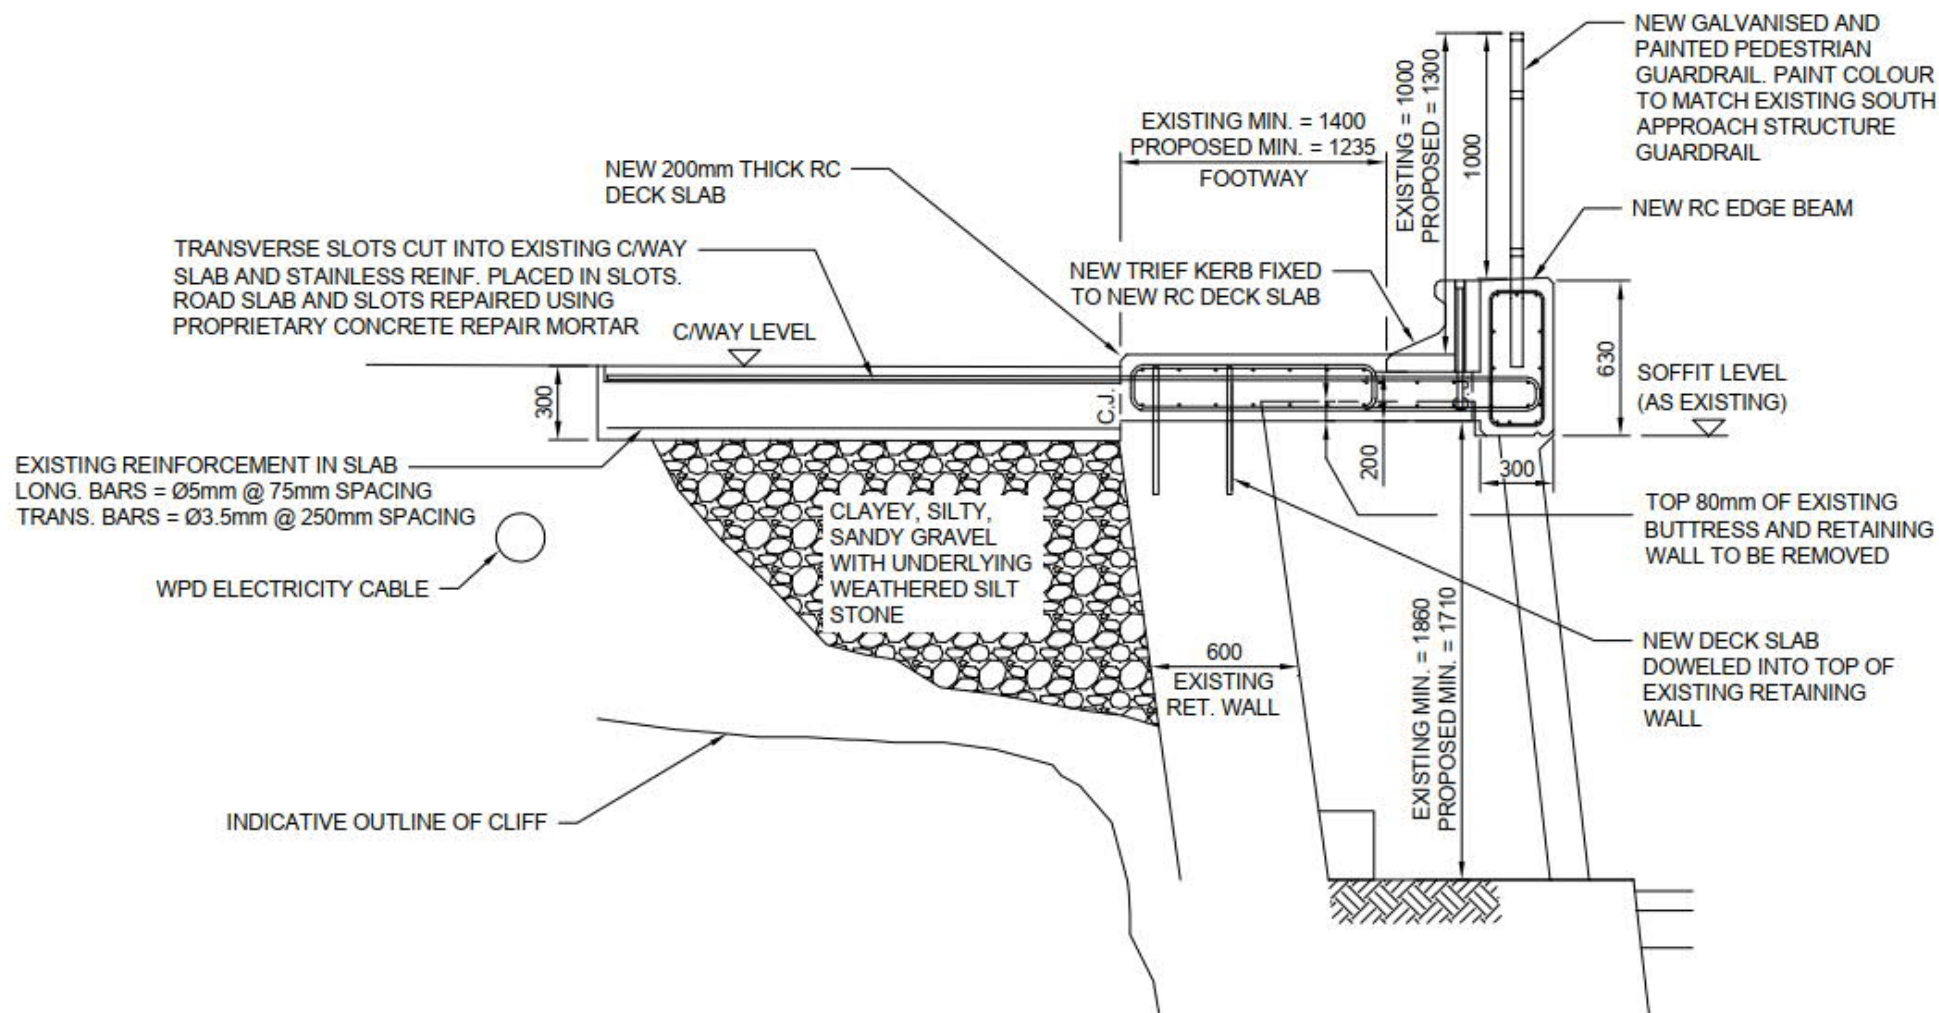 NEW GALVANISED AND
PAINTED PEDESTRIAN
GUARDRAIL. PAINT COLOUR
TO MATCH EXISTING SOUTH
APPROACH STRUCTURE
GUARDRAIL
EXISTING = 1000
PROPOSED = 1300
1000
EXISTING MIN. = 1400
PROPOSED MIN. = 1235
FOOTWAY
NEW 200mm THICK RC
DECK SLAB
NEW RC EDGE BEAM
TRANSVERSE SLOTS CUT INTO EXISTING C/WAY
SLAB AND STAINLESS REINF. PLACED IN SLOTS.
ROAD SLAB AND SLOTS REPAIRED USING
PROPRIETARY CONCRETE REPAIR MORTAR
C/WAY LEVEL
NEW TRIEF KERB FIXED
TO NEW RC DECK SLAB
630
SOFFIT LEVEL
(AS EXISTING)
300
C.J.
200
300
EXISTING REINFORCEMENT IN SLAB
LONG. BARS = Ø5mm @ 75mm SPACING
TRANS. BARS = Ø3.5mm @ 250mm SPACING
CLAYEY, SILTY,
SANDY GRAVEL
WITH UNDERLYING
WEATHERED SILT
STONE
TOP 80mm OF EXISTING
BUTTRESS AND RETAINING
WALL TO BE REMOVED
WPD ELECTRICITY CABLE
600
EXISTING
RET. WALL
EXISTING MIN. = 1860
PROPOSED MIN. = 1710
NEW DECK SLAB
DOWELED INTO TOP OF
EXISTING RETAINING
WALL
INDICATIVE OUTLINE OF CLIFF